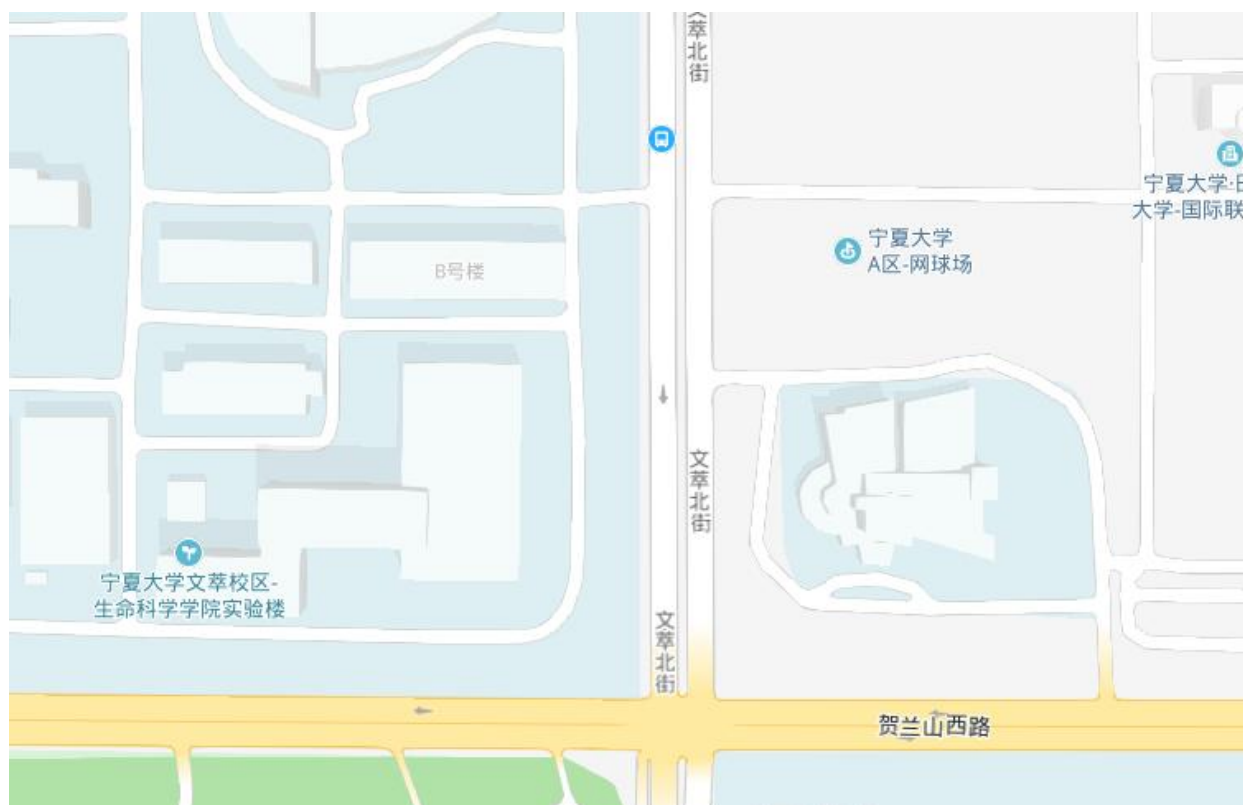 萃北街
宁夏大学·
大学-国际联
宁夏大学
A区-网球场
B号楼
文萃北街
宁夏大学文萃校区-
生命科学学院实验楼
文萃北街
贺兰山西路